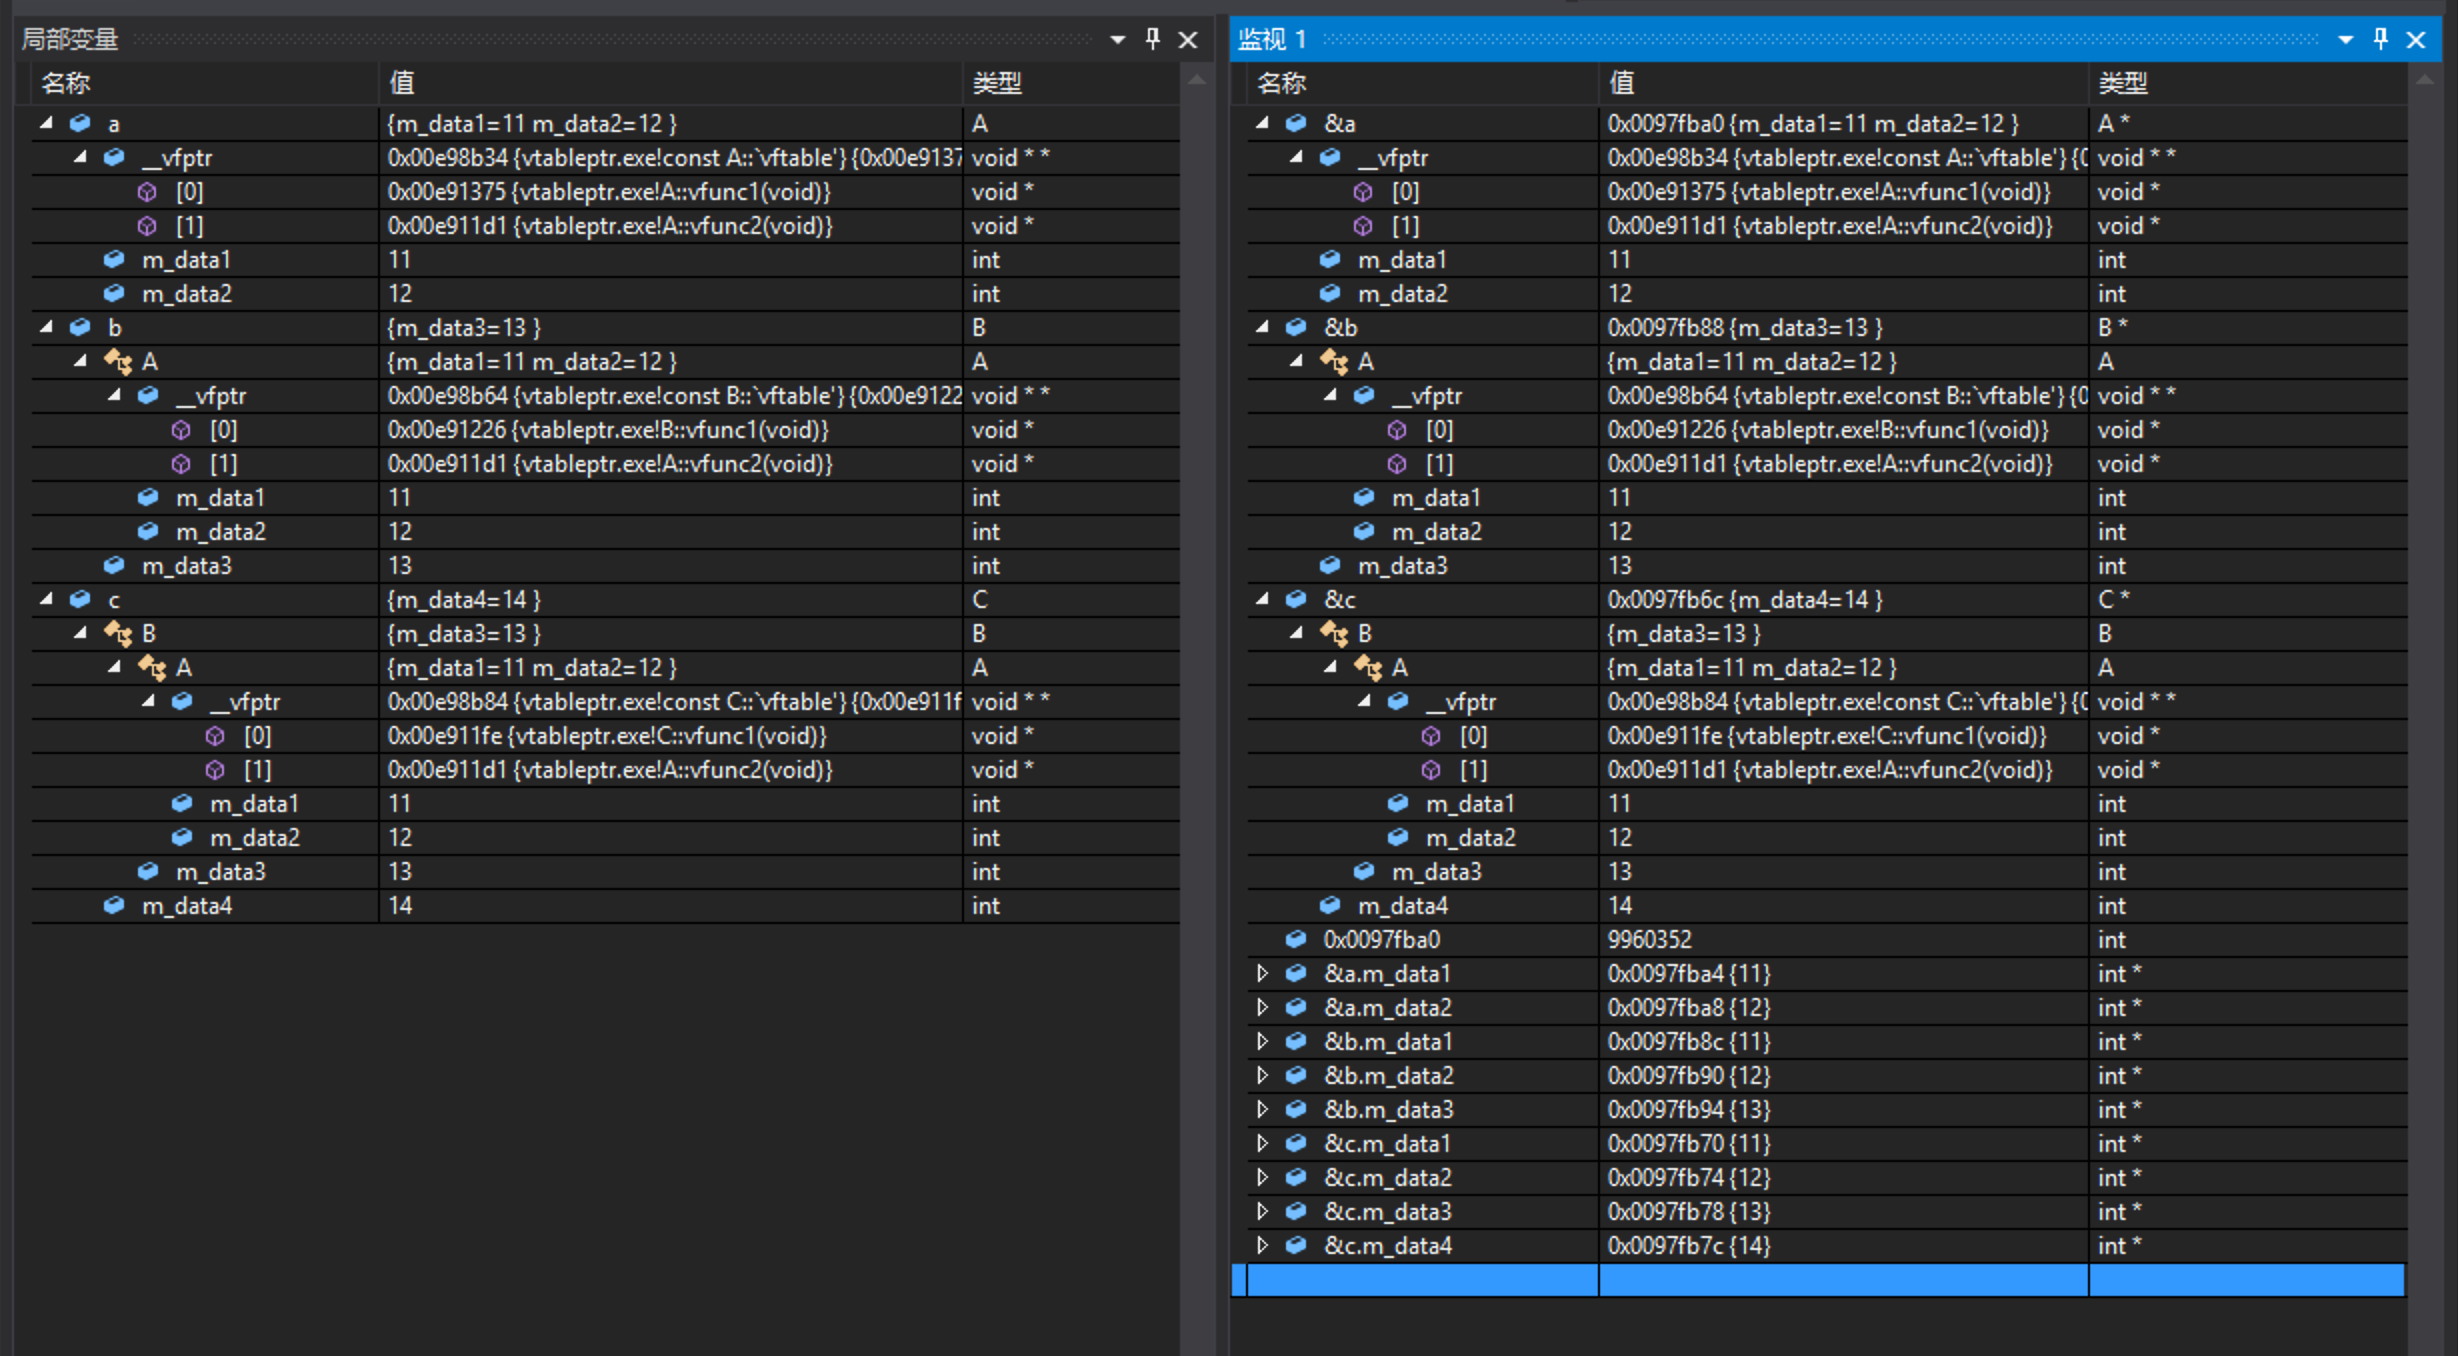 局部变量
名称 值 类型
a {m_data1=11 m_data2=12 } A
__vfptr 0x00e98b34 {vtableptr.exe!const A::`vftable'} {0x00e9137 void * *
[0] 0x00e91375 {vtableptr.exe!A::vfunc1(void)} void *
[1] 0x00e911d1 {vtableptr.exe!A::vfunc2(void)} void *
m_data1 11 int
m_data2 12 int
b {m_data3=13 } B
A {m_data1=11 m_data2=12 } A
__vfptr 0x00e98b64 {vtableptr.exe!const B::`vftable'} {0x00e9122 void * *
[0] 0x00e91226 {vtableptr.exe!B::vfunc1(void)} void *
[1] 0x00e911d1 {vtableptr.exe!A::vfunc2(void)} void *
m_data1 11 int
m_data2 12 int
m_data3 13 int
c {m_data4=14 } C
B {m_data3=13 } B
A {m_data1=11 m_data2=12 } A
__vfptr 0x00e98b84 {vtableptr.exe!const C::`vftable'} {0x00e911f void * *
[0] 0x00e911fe {vtableptr.exe!C::vfunc1(void)} void *
[1] 0x00e911d1 {vtableptr.exe!A::vfunc2(void)} void *
m_data1 11 int
m_data2 12 int
m_data3 13 int
m_data4 14 int
监视 1
名称 值 类型
&a 0x0097fba0 {m_data1=11 m_data2=12 } A *
__vfptr 0x00e98b34 {vtableptr.exe!const A::`vftable'} {0 void * *
[0] 0x00e91375 {vtableptr.exe!A::vfunc1(void)} void *
[1] 0x00e911d1 {vtableptr.exe!A::vfunc2(void)} void *
m_data1 11 int
m_data2 12 int
&b 0x0097fb88 {m_data3=13 } B *
A {m_data1=11 m_data2=12 } A
__vfptr 0x00e98b64 {vtableptr.exe!const B::`vftable'} {0 void * *
[0] 0x00e91226 {vtableptr.exe!B::vfunc1(void)} void *
[1] 0x00e911d1 {vtableptr.exe!A::vfunc2(void)} void *
m_data1 11 int
m_data2 12 int
m_data3 13 int
&c 0x0097fb6c {m_data4=14 } C *
B {m_data3=13 } B
A {m_data1=11 m_data2=12 } A
__vfptr 0x00e98b84 {vtableptr.exe!const C::`vftable'} {0 void * *
[0] 0x00e911fe {vtableptr.exe!C::vfunc1(void)} void *
[1] 0x00e911d1 {vtableptr.exe!A::vfunc2(void)} void *
m_data1 11 int
m_data2 12 int
m_data3 13 int
m_data4 14 int
0x0097fba0 9960352 int
&a.m_data1 0x0097fba4 {11} int *
&a.m_data2 0x0097fba8 {12} int *
&b.m_data1 0x0097fb8c {11} int *
&b.m_data2 0x0097fb90 {12} int *
&b.m_data3 0x0097fb94 {13} int *
&c.m_data1 0x0097fb70 {11} int *
&c.m_data2 0x0097fb74 {12} int *
&c.m_data3 0x0097fb78 {13} int *
&c.m_data4 0x0097fb7c {14} int *